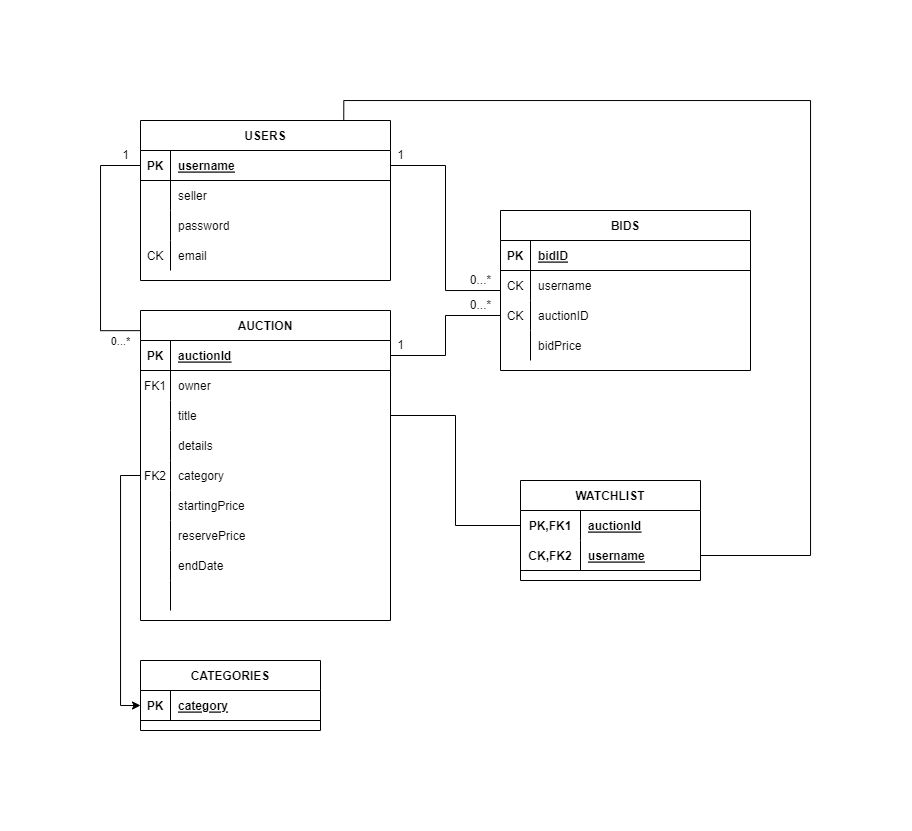 USERS
1
PK username
1
seller
password
CK email
BIDS
PK bidID
0...*
CK username
0...*
CK auctionID
bidPrice
AUCTION
0...*
PK auctionId
1
FK1 owner
title
details
FK2 category
startingPrice
reservePrice
endDate
WATCHLIST
PK,FK1 auctionId
CK,FK2 username
CATEGORIES
PK category